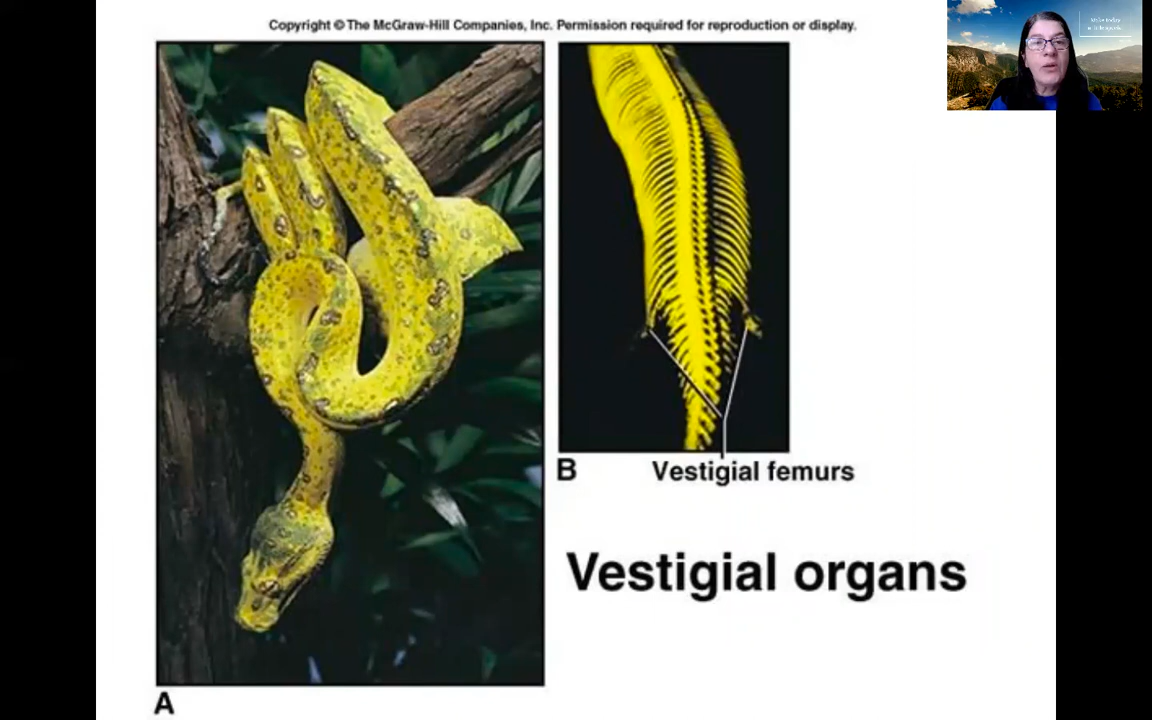 Copyright © The McGraw-Hill Companies, Inc. Permission required for reproduction or display.
B
Vestigial femurs
Vestigial organs
A